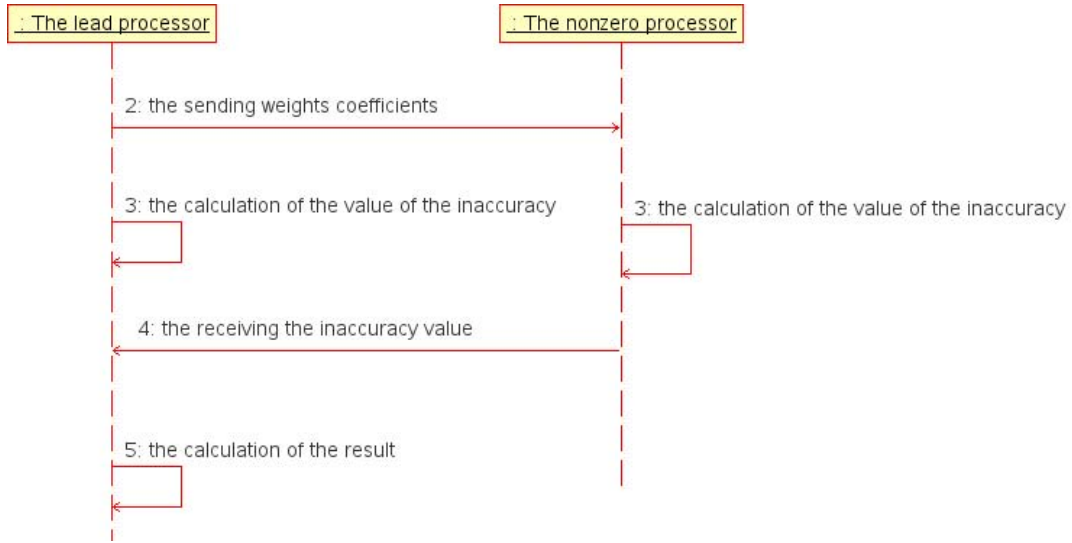 : The lead processor
: The nonzero processor
2: the sending weights coefficients
3: the calculation of the value of the inaccuracy
3: the calculation of the value of the inaccuracy
4: the receiving the inaccuracy value
5: the calculation of the result